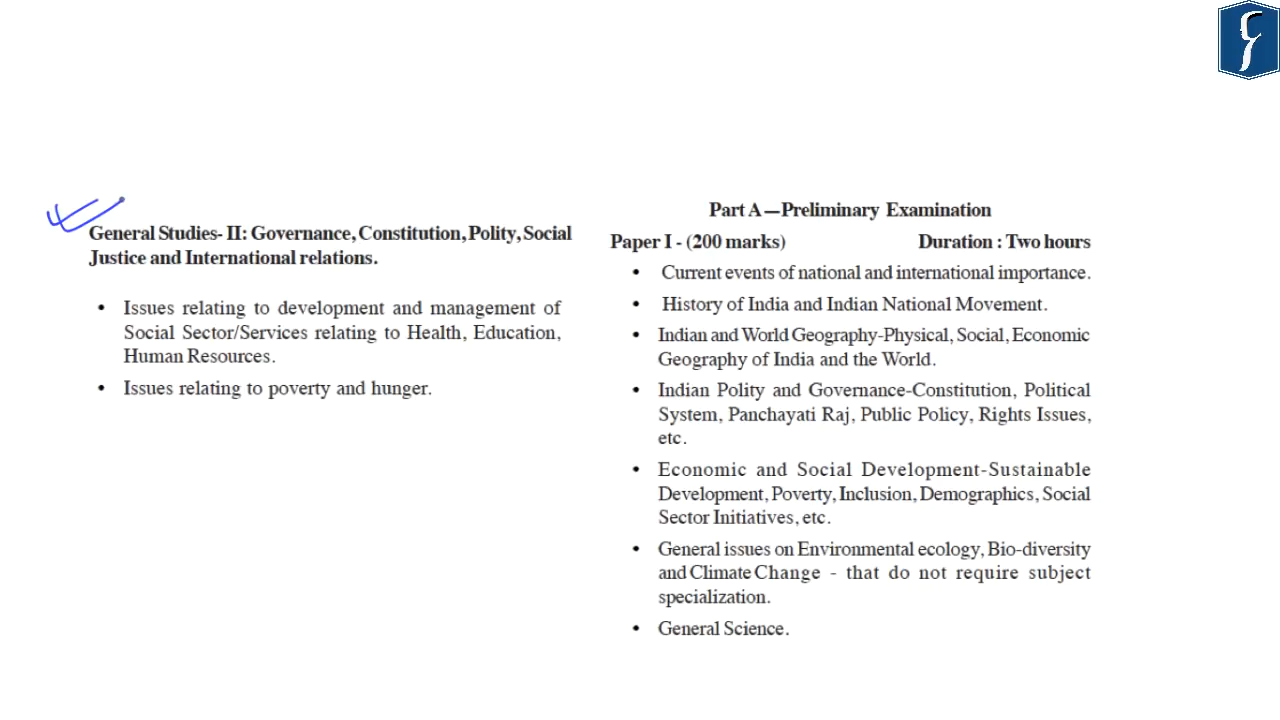 General Studies- II: Governance, Constitution, Polity, Social
Justice and International relations.
• Issues relating to development and management of
Social Sector/Services relating to Health, Education,
Human Resources.
• Issues relating to poverty and hunger.
Part A—Preliminary Examination
Paper I - (200 marks) Duration : Two hours
• Current events of national and international importance.
• History of India and Indian National Movement.
• Indian and World Geography-Physical, Social, Economic
Geography of India and the World.
• Indian Polity and Governance-Constitution, Political
System, Panchayati Raj, Public Policy, Rights Issues,
etc.
• Economic and Social Development-Sustainable
Development, Poverty, Inclusion, Demographics, Social
Sector Initiatives, etc.
• General issues on Environmental ecology, Bio-diversity
and Climate Change - that do not require subject
specialization.
• General Science.